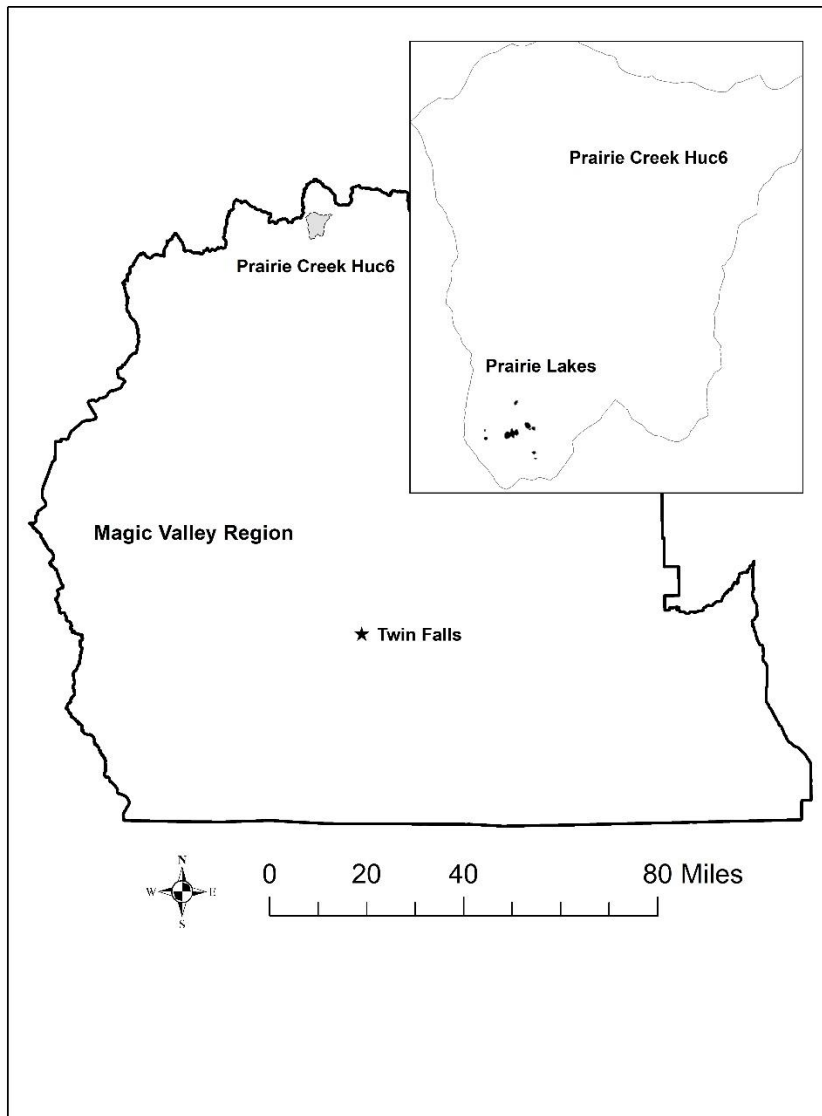 Prairie Creek Huc6
Prairie Creek Huc6
Prairie Lakes
Magic Valley Region
Twin Falls
N
W E
S
0 20 40 80 Miles